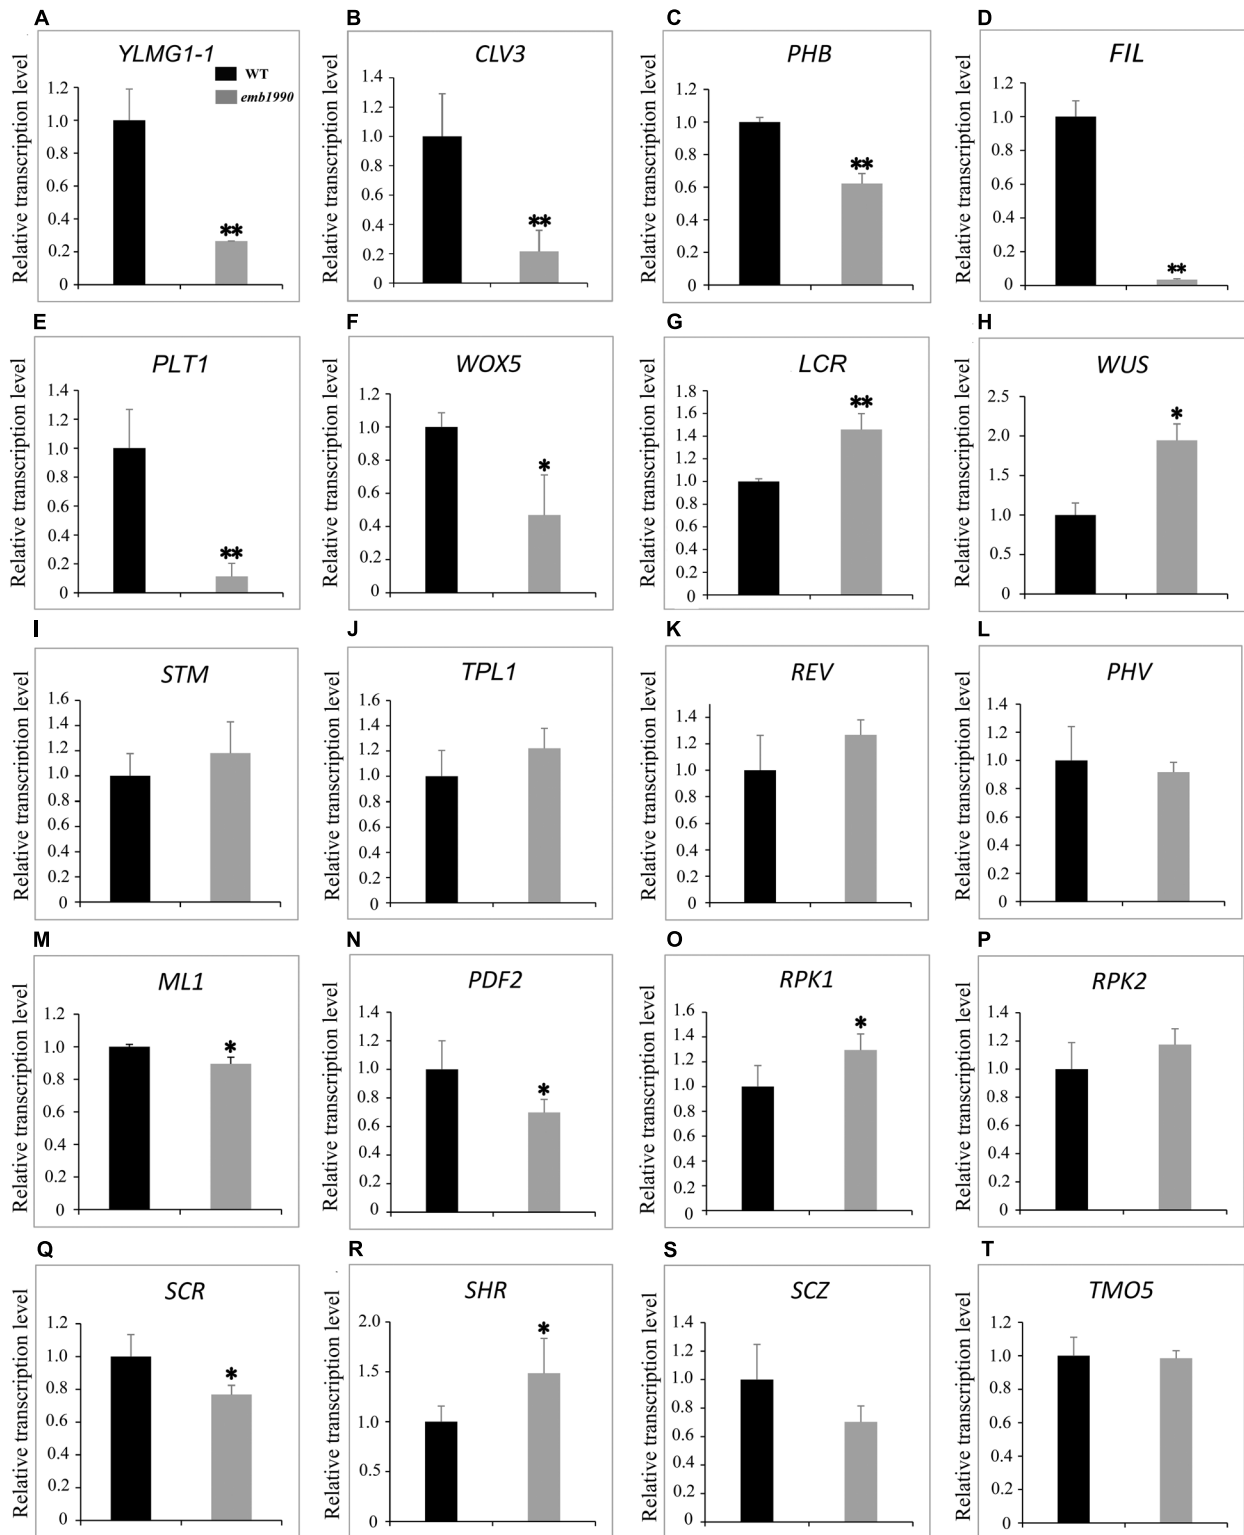 A
YLMG1-1
WT
emb1990
Relative transcription level
1.2
1.0
0.8
0.6
0.4
0.2
0
**
B
CLV3
Relative transcription level
1.4
1.2
1.0
0.8
0.6
0.4
0.2
0
**
C
PHB
Relative transcription level
1.2
1.0
0.8
0.6
0.4
0.2
0
**
D
FIL
Relative transcription level
1.2
1.0
0.8
0.6
0.4
0.2
0
**
E
PLT1
Relative transcription level
1.4
1.2
1.0
0.8
0.6
0.4
0.2
0
**
F
WOX5
Relative transcription level
1.2
1.0
0.8
0.6
0.4
0.2
0
*
G
LCR
Relative transcription level
1.8
1.6
1.4
1.2
1.0
0.8
0.6
0.4
0.2
0
**
H
WUS
Relative transcription level
2.5
2.0
1.5
1.0
0.5
0
*
I
STM
Relative transcription level
1.6
1.4
1.2
1.0
0.8
0.6
0.4
0.2
0
J
TPL1
Relative transcription level
1.6
1.4
1.2
1.0
0.8
0.6
0.4
0.2
0
K
REV
Relative transcription level
1.4
1.2
1.0
0.8
0.6
0.4
0.2
0
L
PHV
Relative transcription level
1.4
1.2
1.0
0.8
0.6
0.4
0.2
0
M
ML1
Relative transcription level
1.2
1.0
0.8
0.6
0.4
0.2
0
*
N
PDF2
Relative transcription level
1.4
1.2
1.0
0.8
0.6
0.4
0.2
0
*
O
RPK1
Relative transcription level
1.6
1.4
1.2
1.0
0.8
0.6
0.4
0.2
0
*
P
RPK2
Relative transcription level
1.4
1.2
1.0
0.8
0.6
0.4
0.2
0
Q
SCR
Relative transcription level
1.2
1.0
0.8
0.6
0.4
0.2
0
*
R
SHR
Relative transcription level
2.0
1.5
1.0
0.5
0
*
S
SCZ
Relative transcription level
1.4
1.2
1.0
0.8
0.6
0.4
0.2
0
T
TMO5
Relative transcription level
1.2
1.0
0.8
0.6
0.4
0.2
0